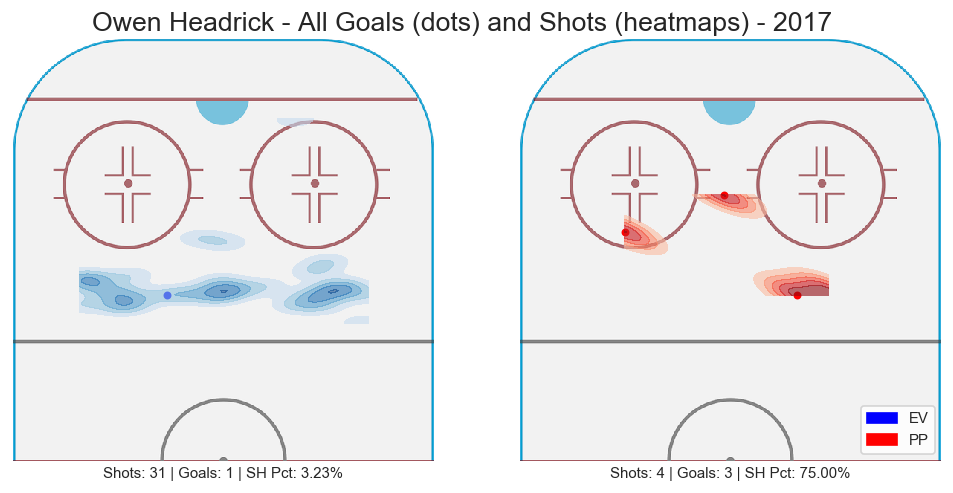 Owen Headrick - All Goals (dots) and Shots (heatmaps) - 2017
EV
PP
Shots: 31 | Goals: 1 | SH Pct: 3.23%
Shots: 4 | Goals: 3 | SH Pct: 75.00%